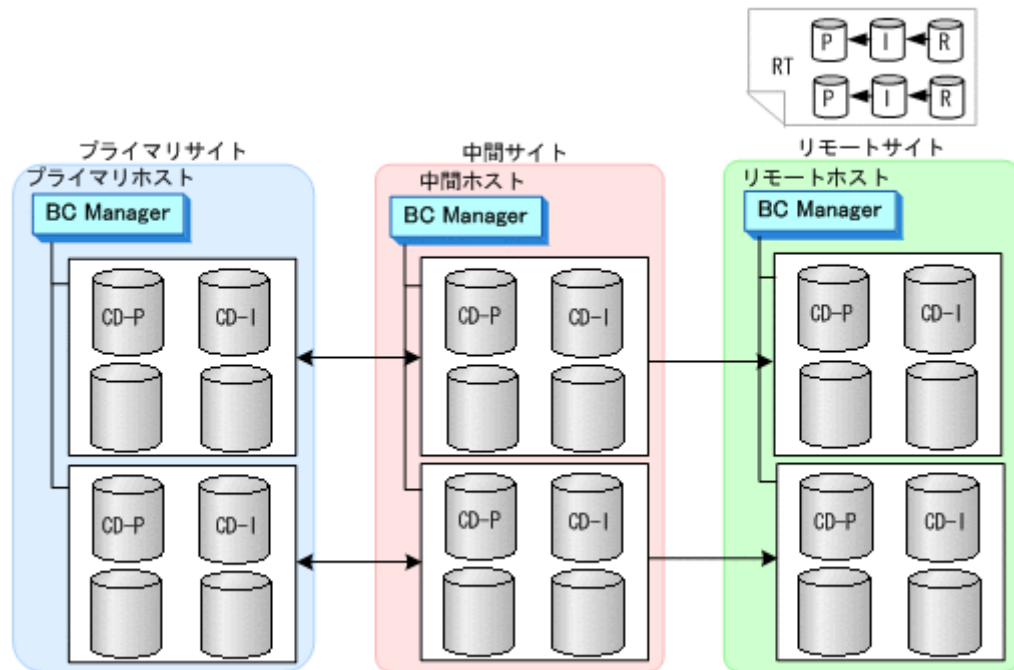 P I R
RT
P I R
プライマリサイト
プライマリホスト
BC Manager
CD-P CD-I
CD-P CD-I
中間サイト
中間ホスト
BC Manager
CD-P CD-I
CD-P CD-I
リモートサイト
リモートホスト
BC Manager
CD-P CD-I
CD-P CD-I